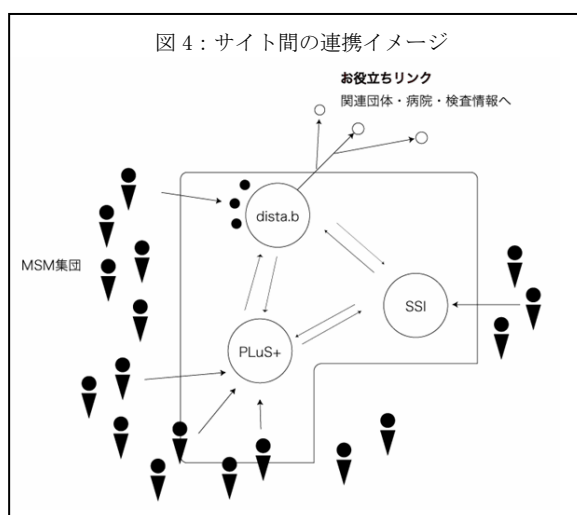 図 4：サイト間の連携イメージ
お役立ちリンク
関連団体・病院・検査情報へ
dista.b
MSM集団
SSI
PLuS+